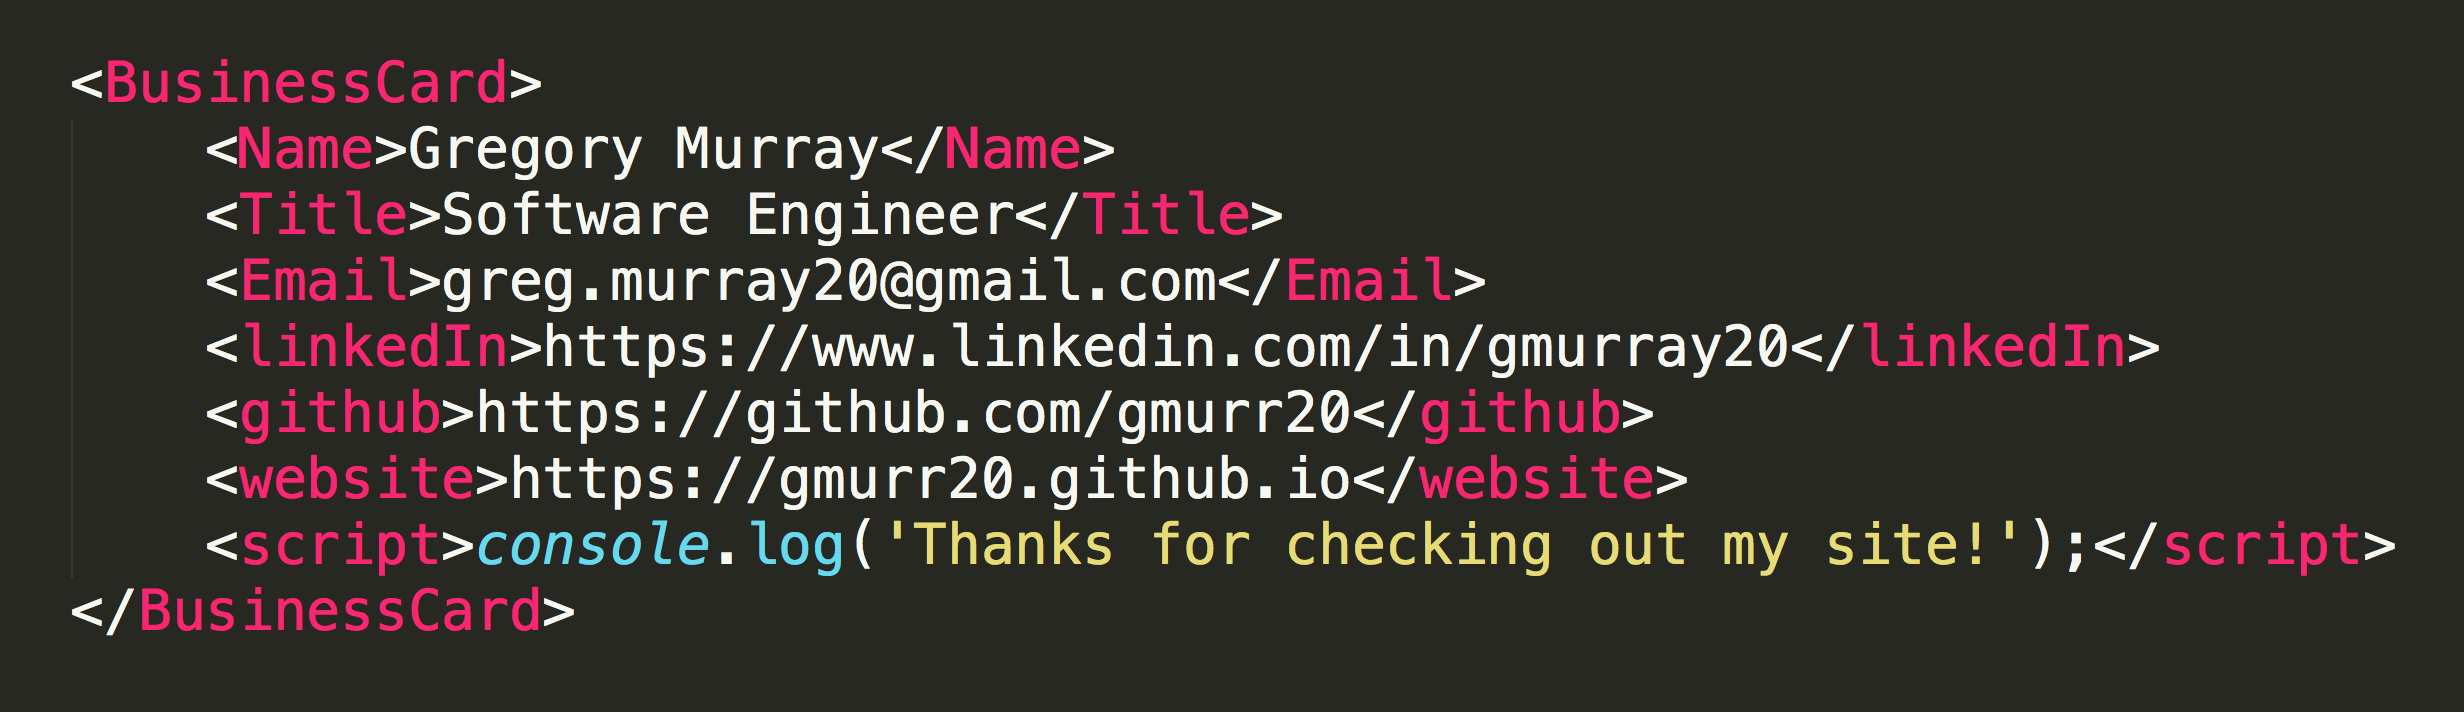 <BusinessCard>
<Name>Gregory Murray</Name>
<Title>Software Engineer</Title>
<Email>greg.murray20@gmail.com</Email>
<linkedIn>https://www.linkedin.com/in/gmurray20</linkedIn>
<github>https://github.com/gmurr20</github>
<website>https://gmurr20.github.io</website>
<script>console.log('Thanks for checking out my site!');</script>
</BusinessCard>